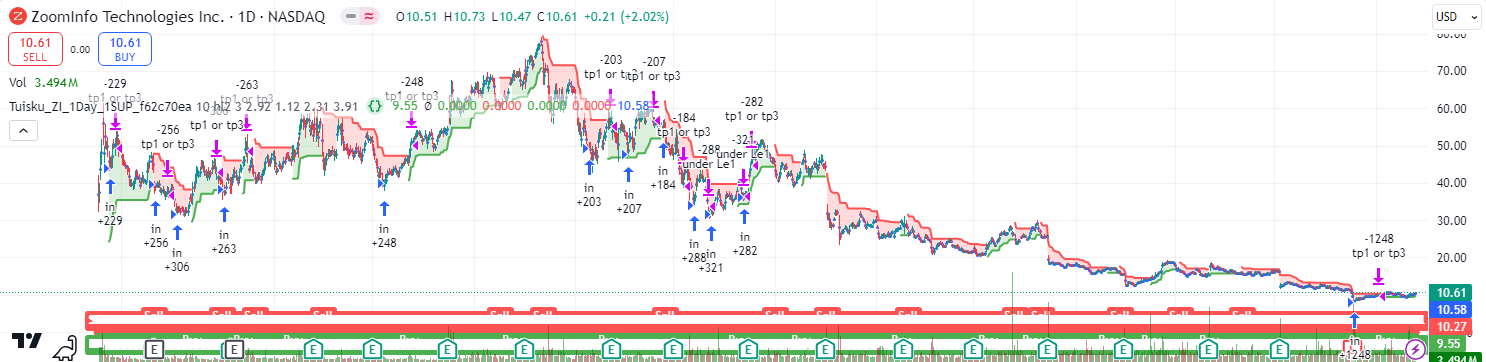 ZoomInfo Technologies Inc. · 1D · NASDAQ O10.51 H10.73 L10.47 C10.61 +0.21 (+2.02%)
USD
10.61 SELL
0.00
10.61 BUY
Vol 3.494M
Tuisku_ZI_1Day_1SUP_f62c70ea 10 hl2 3 2.92 1.12 2.31 3.91 {} 9.55 Ø 0.0000 0.0000 0.0000 0.0000 10.58
-229
tp1 or tp3
-256
tp1 or tp3
tp1 or tp3
-263
tp1 or tp3
-248
tp1 or tp3
-203
-207
tp1 or tp3
-184
tp1 or tp3
-288
under Le1
-321
under Le1
-282
tp1 or tp3
-1248
tp1 or tp3
in
+229
in
+256
in
+306
in
+263
in
+248
in
+203
in
+207
in
+184
in
+288
+321
in
+282
in
+1248
70.00
60.00
50.00
40.00
30.00
20.00
10.61
10.58
10.27
9.55
3.494M
E E E E E E E E E E E E E E E E